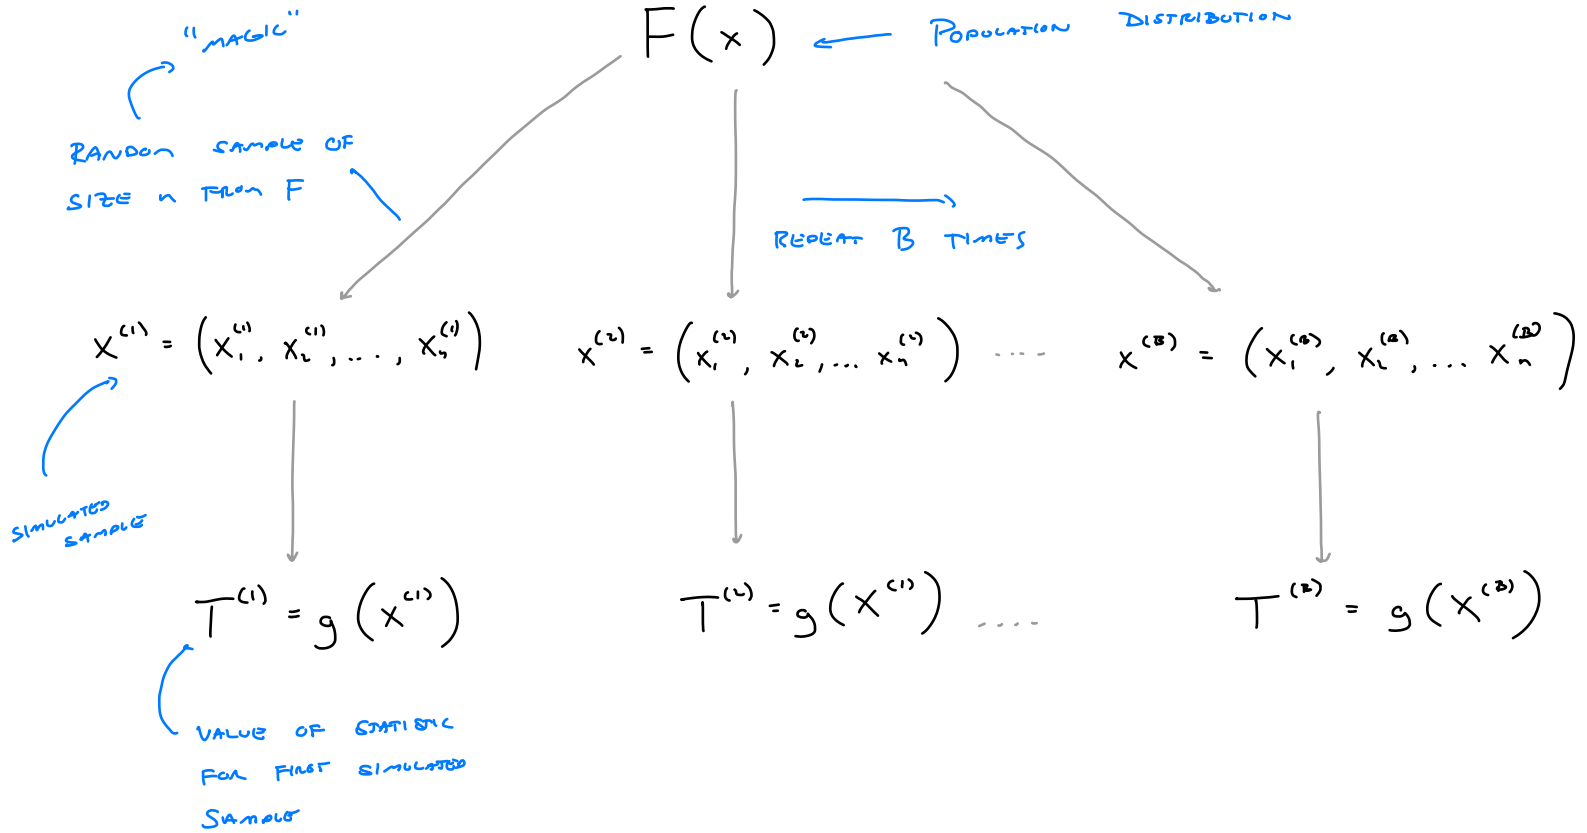 "MAGIC"
F(x)
POPULATION DISTRIBUTION
RANDOM SAMPLE OF
SIZE n FROM F
REPEAT B TIMES
x^(1) = (x_1^(1), x_2^(1), ..., x_n^(1))
x^(2) = (x_1^(2), x_2^(2), ... x_n^(2))
....
x^(B) = (x_1^(B), x_2^(B), ... x_n^(B))
SIMULATED
SAMPLE
T^(1) = g(x^(1))
T^(2) = g(x^(1))
....
T^(B) = g(x^(B))
VALUE OF STATISTIC
FOR FIRST SIMULATED
SAMPLE